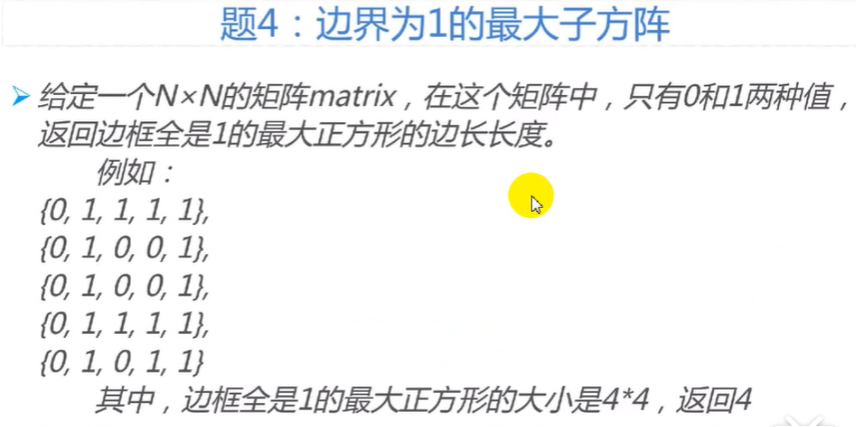 题4：边界为1的最大子方阵
给定一个N×N的矩阵matrix，在这个矩阵中，只有0和1两种值，
返回边框全是1的最大正方形的边长长度。
例如：
{0, 1, 1, 1, 1},
{0, 1, 0, 0, 1},
{0, 1, 0, 0, 1},
{0, 1, 1, 1, 1},
{0, 1, 0, 1, 1}
其中，边框全是1的最大正方形的大小是4*4，返回4